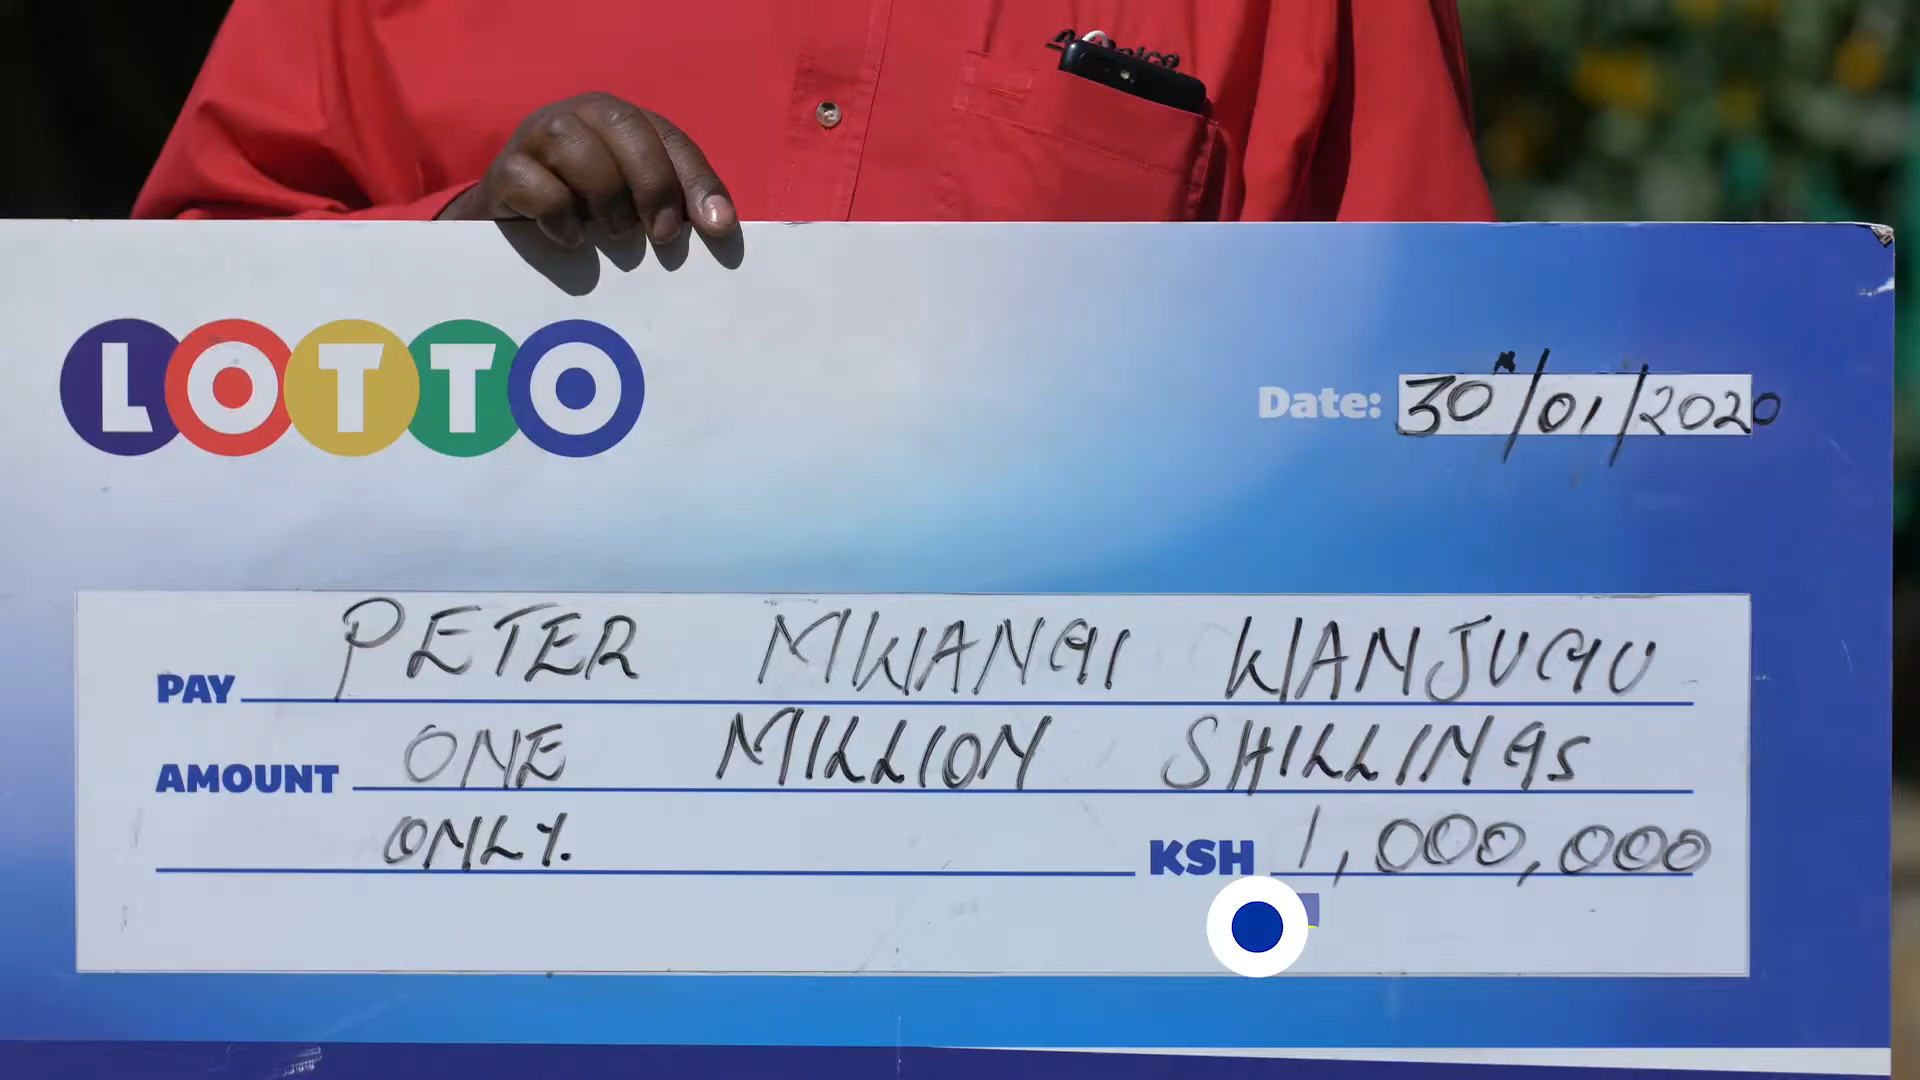 LOTTO
Date: 30/01/2020
PAY PETER MWANGI WANJUGU
AMOUNT ONE MILLION SHILLINGS
ONLY. KSH 1,000,000